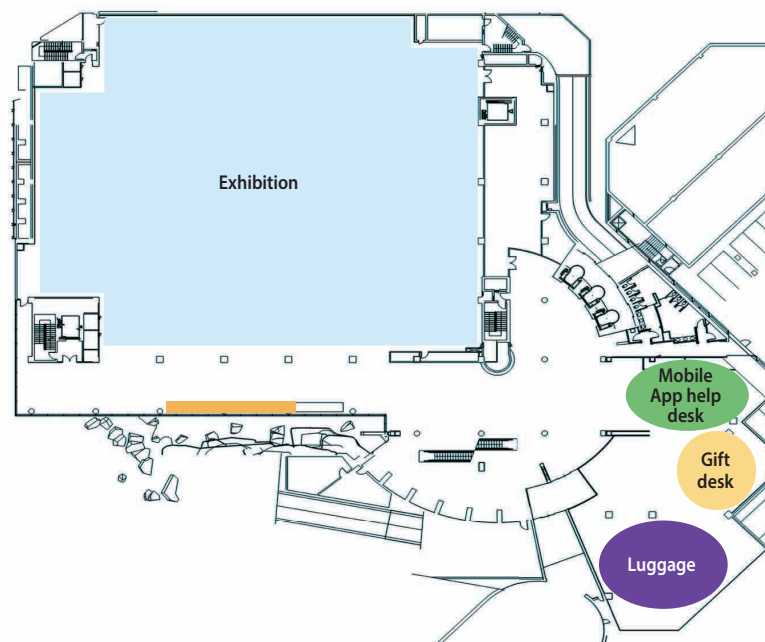 Exhibition
Mobile
App help
desk
Gift
desk
Luggage